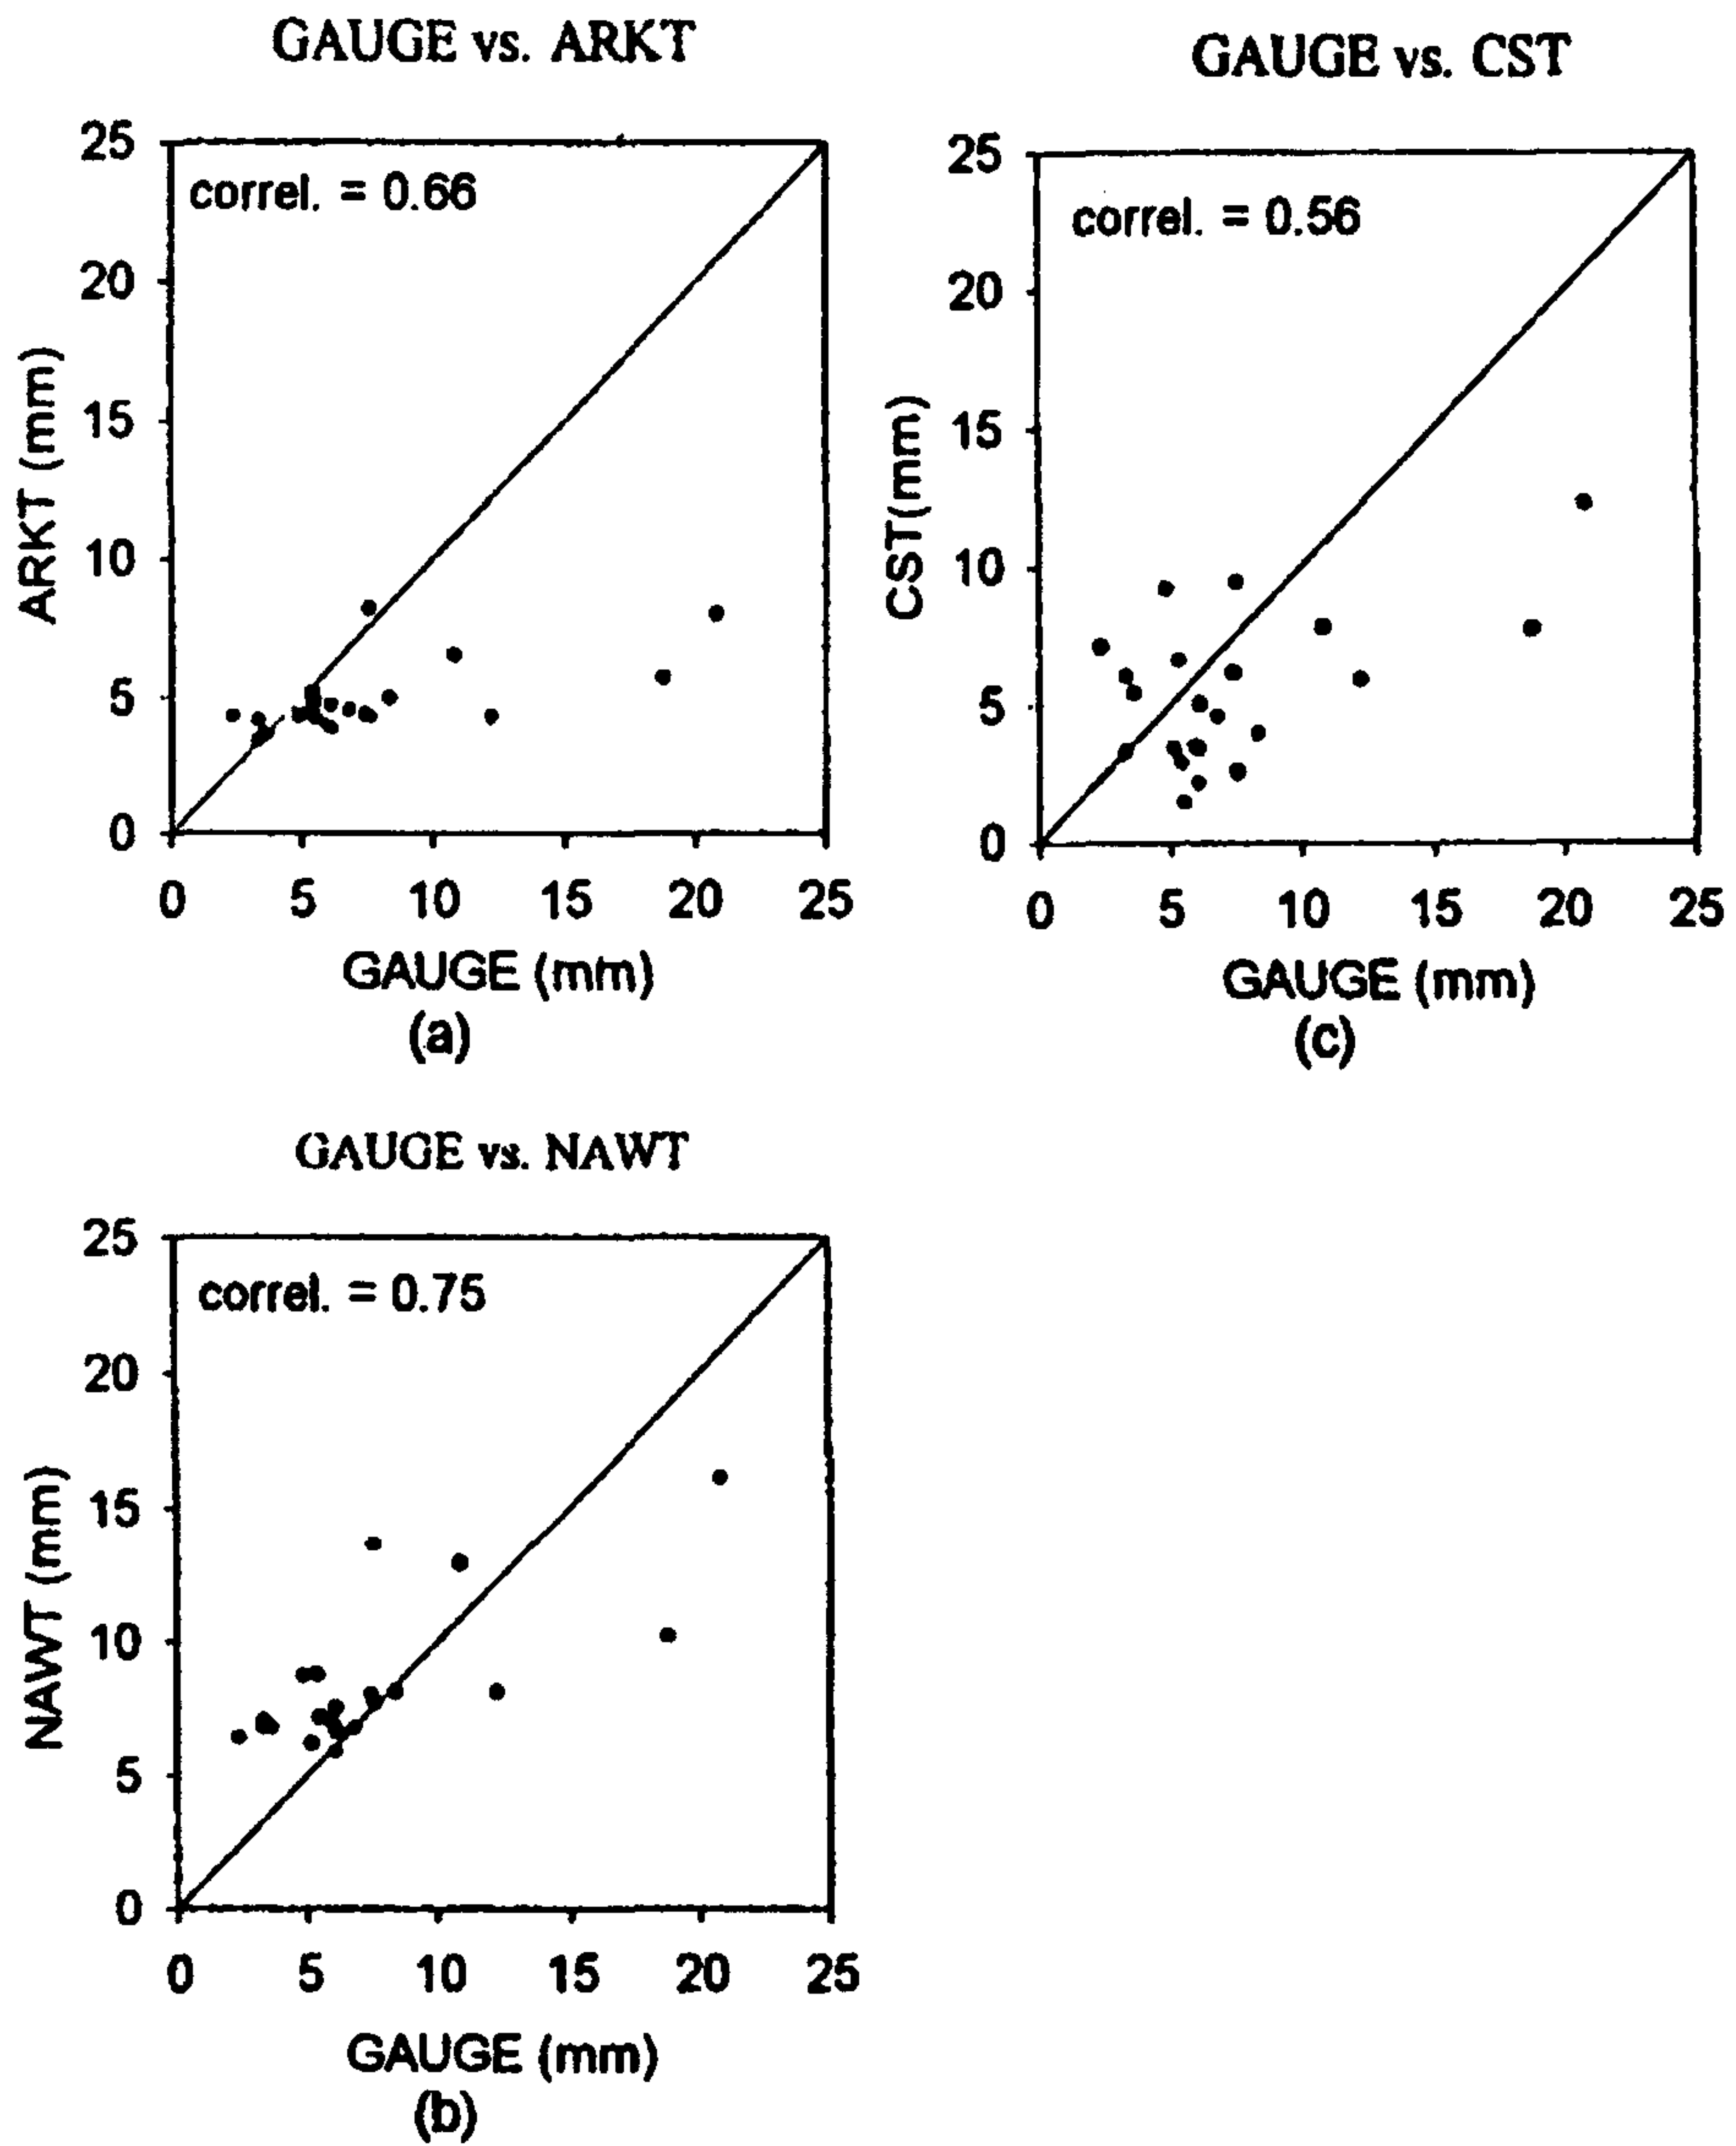 GAUGE vs. ARKT
25
20
15
10
5
0
ARKT (mm)
correl. = 0.66
0 5 10 15 20 25
GAUGE (mm)
(a)
GAUGE vs. CST
25
20
15
10
5
0
CST(mm)
correl. = 0.56
0 5 10 15 20 25
GAUGE (mm)
(c)
GAUGE vs. NAWT
25
20
15
10
5
0
NAWT (mm)
correl. = 0.75
0 5 10 15 20 25
GAUGE (mm)
(b)